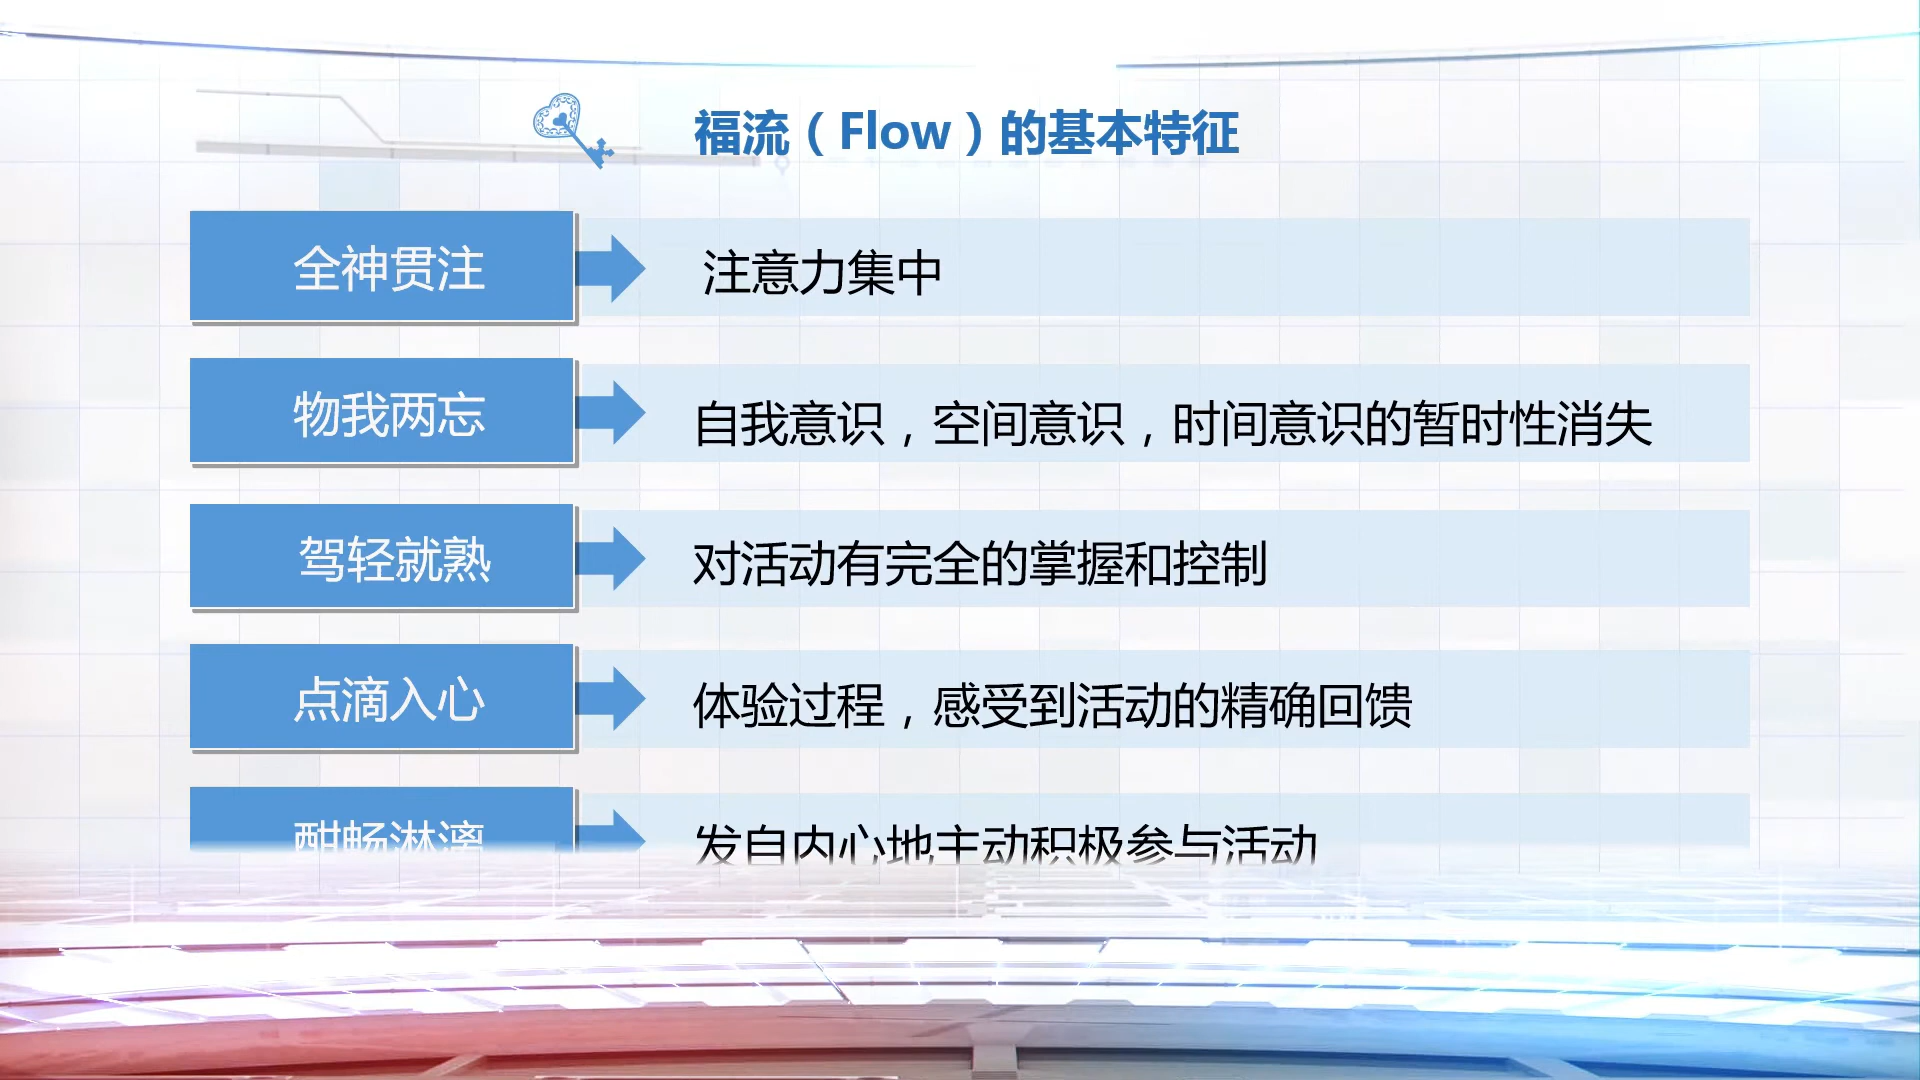 福流（Flow）的基本特征
全神贯注
注意力集中
物我两忘
自我意识，空间意识，时间意识的暂时性消失
驾轻就熟
对活动有完全的掌握和控制
点滴入心
体验过程，感受到活动的精确回馈
酣畅淋漓
发自内心地主动积极参与活动